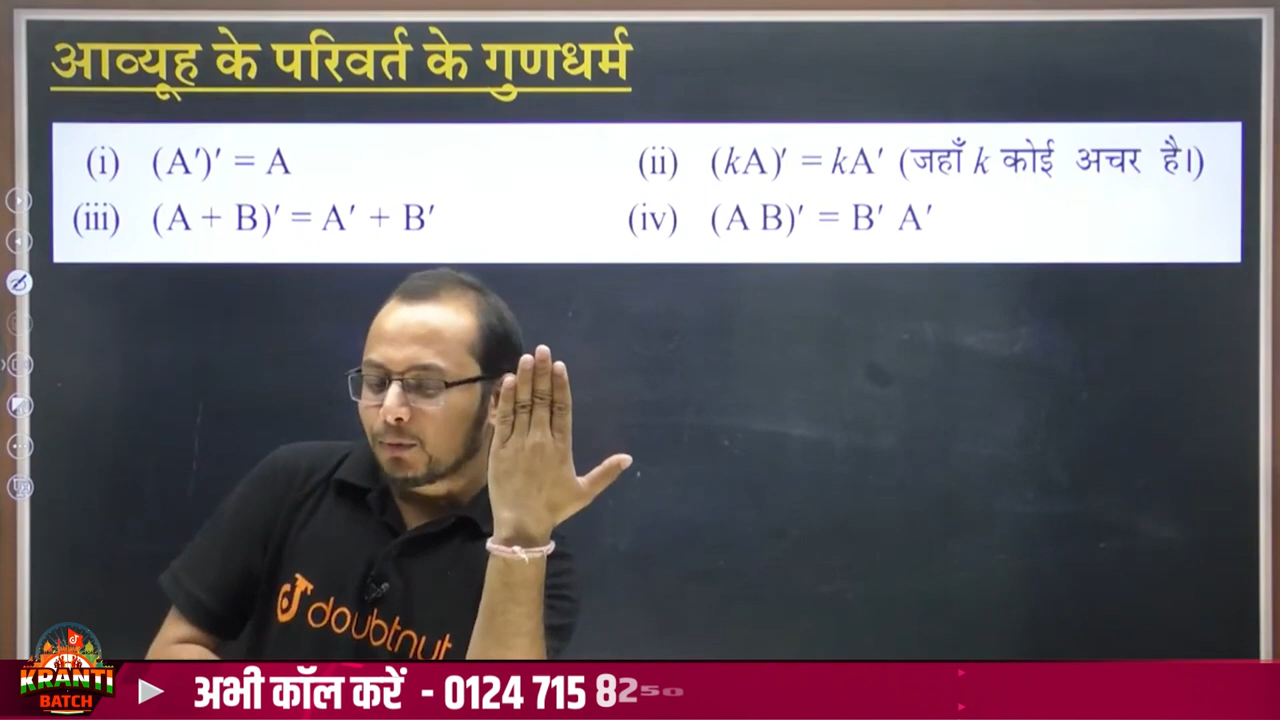 आव्यूह के परिवर्त के गुणधर्म
(i) (A′)′ = A (ii) (kA)′ = kA′ (जहाँ k कोई अचर है।)
(iii) (A + B)′ = A′ + B′ (iv) (A B)′ = B′ A′
doubtnut
KRANTI
BATCH
अभी कॉल करें - 0124 715 8250